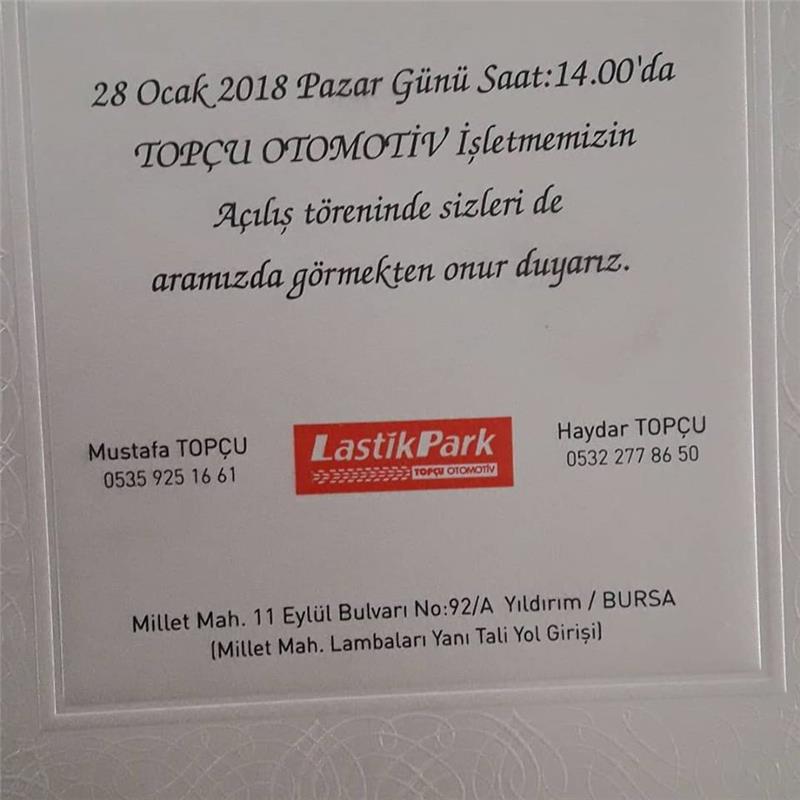 28 Ocak 2018 Pazar Günü Saat:14.00'da
TOPÇU OTOMOTİV İşletmemizin
Açılış töreninde sizleri de
aramızda görmekten onur duyarız.
Mustafa TOPÇU
0535 925 16 61
LastikPark
TOPÇU OTOMOTİV
Haydar TOPÇU
0532 277 86 50
Millet Mah. 11 Eylül Bulvarı No:92/A Yıldırım / BURSA
(Millet Mah. Lambaları Yanı Tali Yol Girişi)